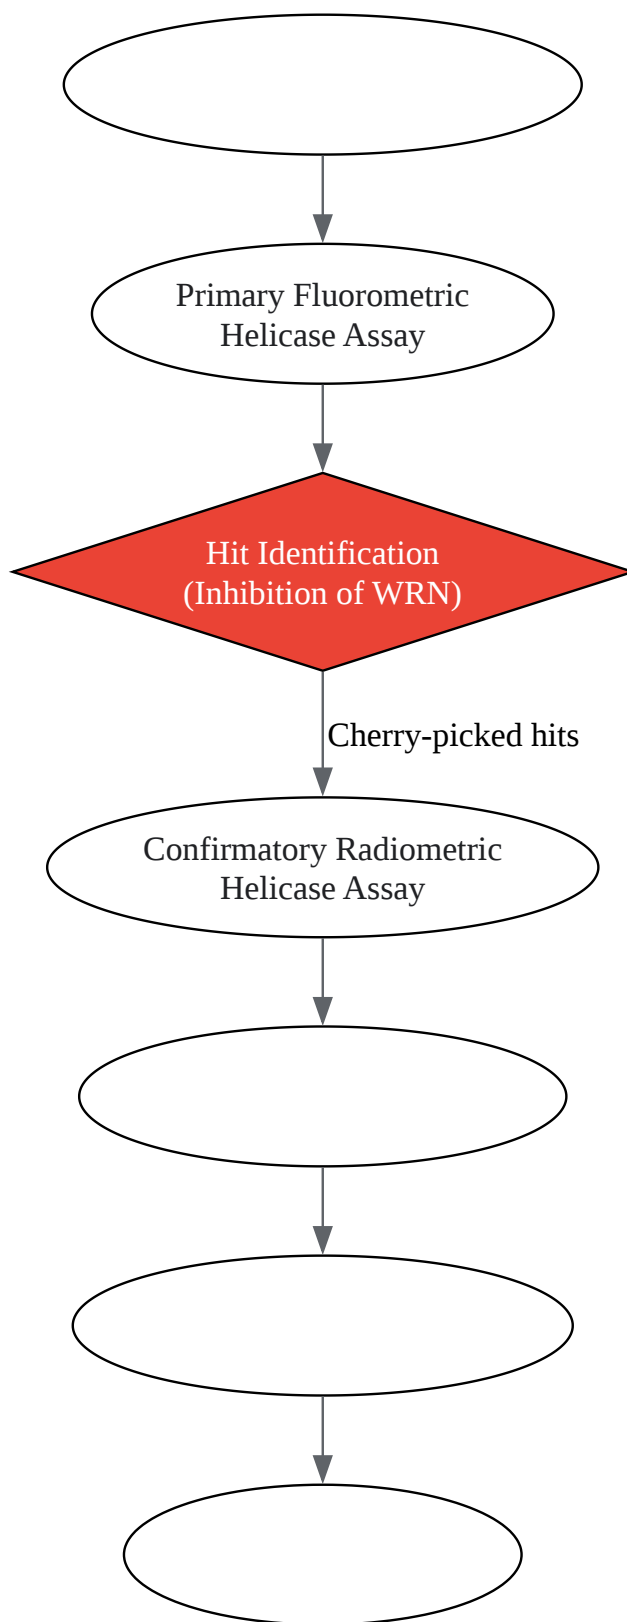 Primary Fluorometric
Helicase Assay
Hit Identification
(Inhibition of WRN)
Cherry-picked hits
Confirmatory Radiometric
Helicase Assay